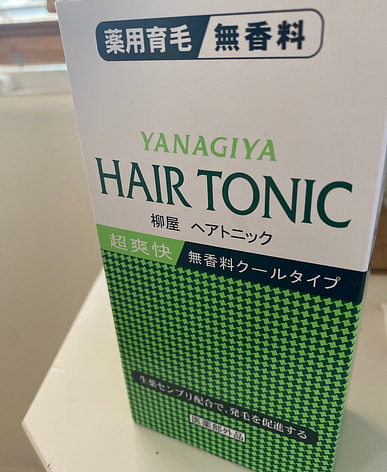 薬用育毛 無香料
YANAGIYA
HAIR TONIC
柳屋 ヘアトニック
超爽快 無香料クールタイプ
生薬センブリ配合で、発毛を促進する
医薬部外品